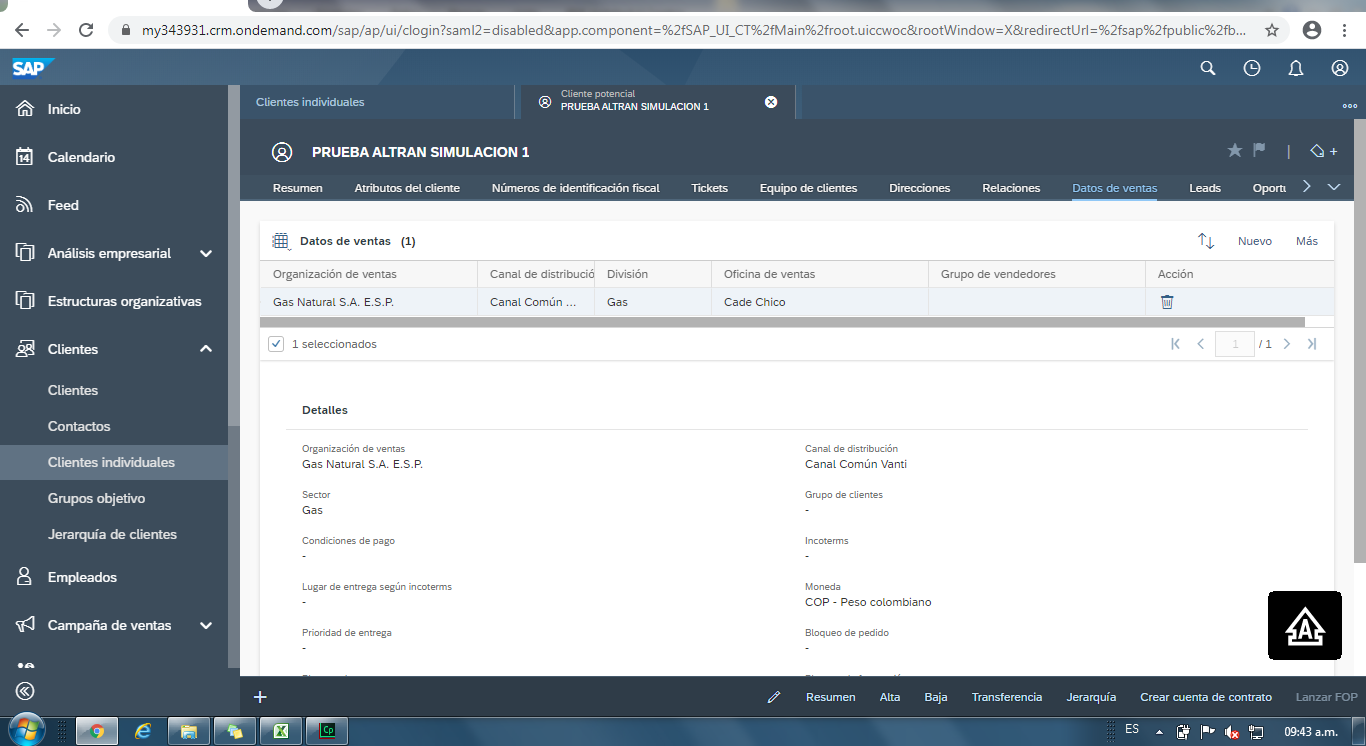 my343931.crm.ondemand.com/sap/ap/ui/clogin?saml2=disabled&app.component=%2fSAP_UI_CT%2fMain%2froot.uiccwoc&rootWindow=X&redirectUrl=%2fsap%2fpublic%2fb...
SAP
Inicio
14
Calendario
Feed
Análisis empresarial
Estructuras organizativas
Clientes
Clientes
Contactos
Clientes individuales
Grupos objetivo
Jerarquía de clientes
Empleados
Campaña de ventas
Clientes individuales
Cliente potencial
PRUEBA ALTRAN SIMULACION 1
PRUEBA ALTRAN SIMULACION 1
Resumen Atributos del cliente Números de identificación fiscal Tickets Equipo de clientes Direcciones Relaciones Datos de ventas Leads Oportu
Datos de ventas (1) Nuevo Más
Organización de ventas Canal de distribució División Oficina de ventas Grupo de vendedores Acción
Gas Natural S.A. E.S.P. Canal Común ... Gas Cade Chico
1 seleccionados 1 / 1
Detalles
Organización de ventas Canal de distribución
Gas Natural S.A. E.S.P. Canal Común Vanti
Sector Grupo de clientes
Gas -
Condiciones de pago Incoterms
- -
Lugar de entrega según incoterms Moneda
- COP - Peso colombiano
Prioridad de entrega Bloqueo de pedido
- -
A
+ Resumen Alta Baja Transferencia Jerarquía Crear cuenta de contrato Lanzar FOP
Cp ES 09:43 a.m.